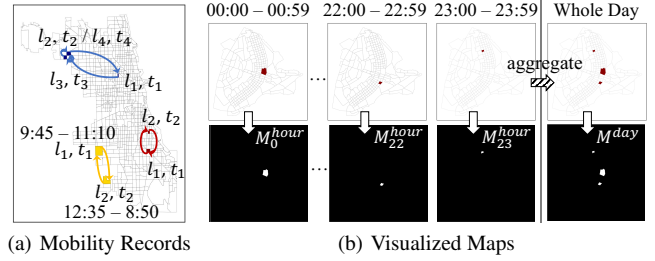 00:00 – 00:59 22:00 – 22:59 23:00 – 23:59 Whole Day
l₂, t₂ / l₄, t₄
l₃, t₃
l₁, t₁
... aggregate
l₂, t₂
9:45 – 11:10
l₁, t₁
l₁, t₁
l₂, t₂
12:35 – 8:50
M₀ʰᵒᵘʳ ... M₂₂ʰᵒᵘʳ M₂₃ʰᵒᵘʳ Mᵈᵃʸ
(a) Mobility Records (b) Visualized Maps